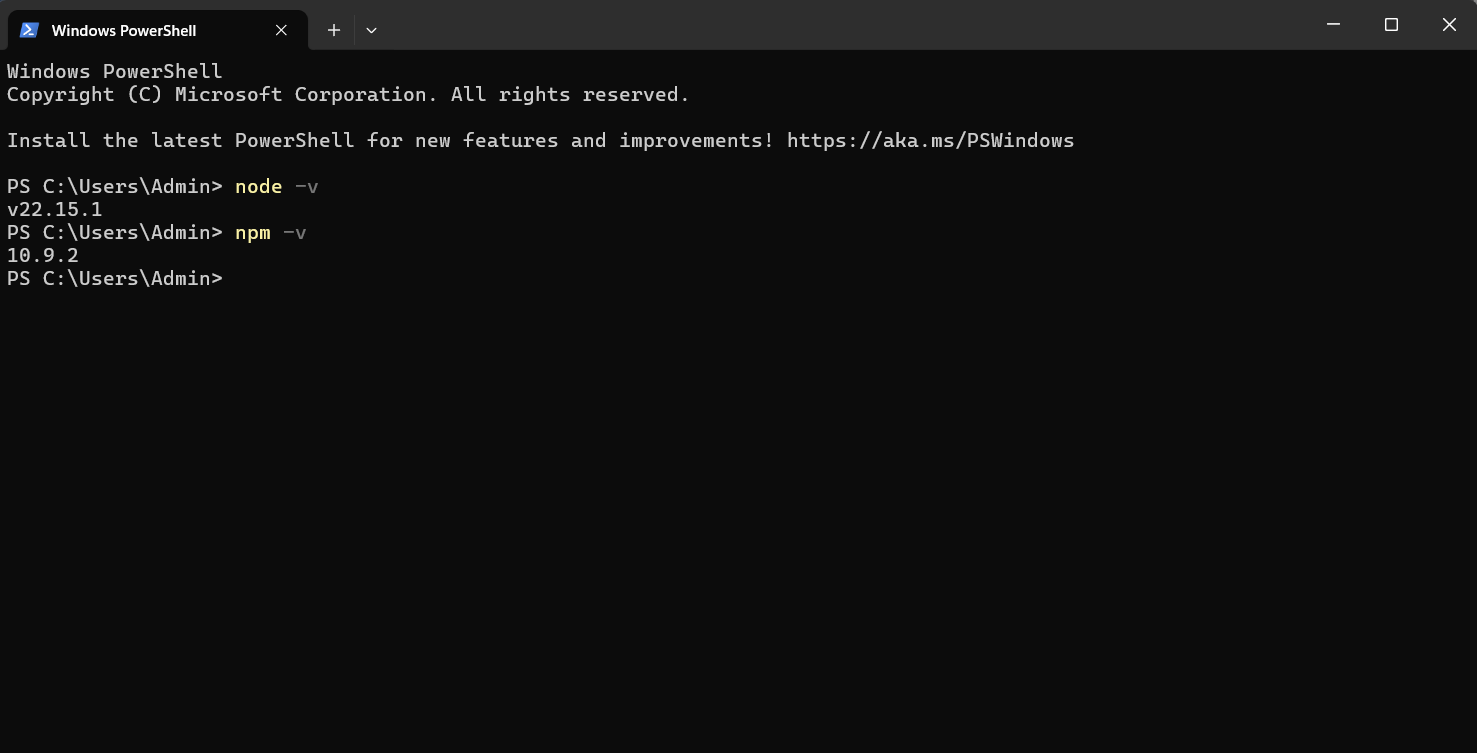 Windows PowerShell
Windows PowerShell
Copyright (C) Microsoft Corporation. All rights reserved.
Install the latest PowerShell for new features and improvements! https://aka.ms/PSWindows
PS C:\Users\Admin> node -v
v22.15.1
PS C:\Users\Admin> npm -v
10.9.2
PS C:\Users\Admin>